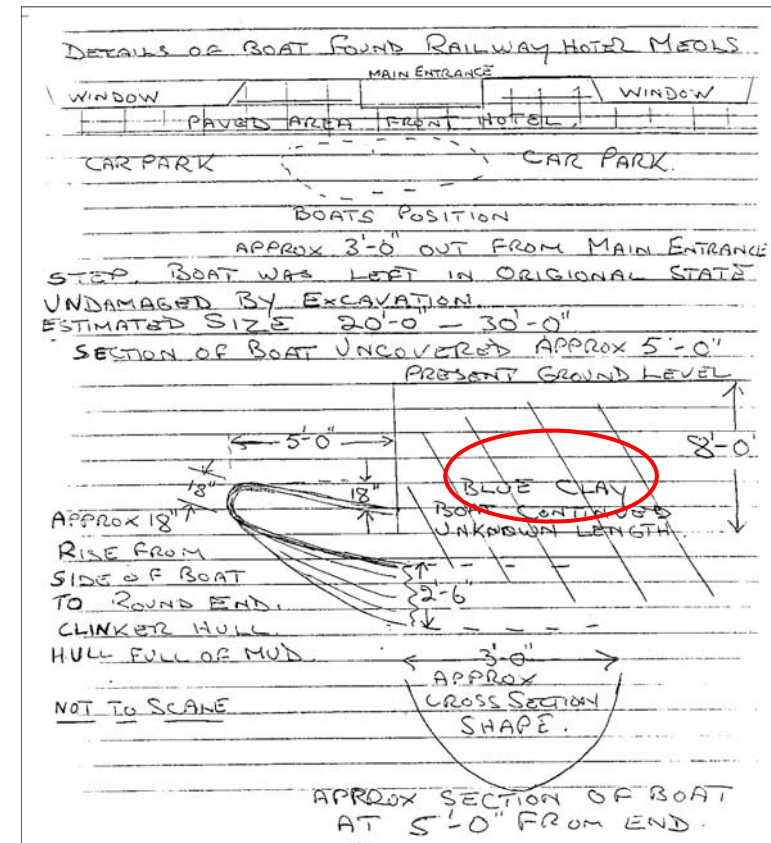 DETAILS OF BOAT FOUND RAILWAY HOTEL MEOLS
MAIN ENTRANCE
WINDOW
WINDOW
PAVED AREA FRONT HOTEL.
CAR PARK
CAR PARK.
BOATS POSITION
APPROX 3'-0" OUT FROM MAIN ENTRANCE
STEP. BOAT WAS LEFT IN ORIGIONAL STATE
UNDAMAGED BY EXCAVATION.
ESTIMATED SIZE 20'-0" — 30'-0"
SECTION OF BOAT UNCOVERED APPROX 5'-0"
PRESENT GROUND LEVEL
5'-0"
8'-0"
18"
18"
BLUE CLAY
BOAT CONTINUED
UNKNOWN LENGTH
APPROX 18"
RISE FROM
SIDE OF BOAT
TO ROUND END.
CLINKER HULL.
HULL FULL OF MUD.
2'-6"
3'-0"
APPROX
CROSS SECTION
SHAPE.
NOT TO SCALE
APPROX SECTION OF BOAT
AT 5'-0" FROM END.